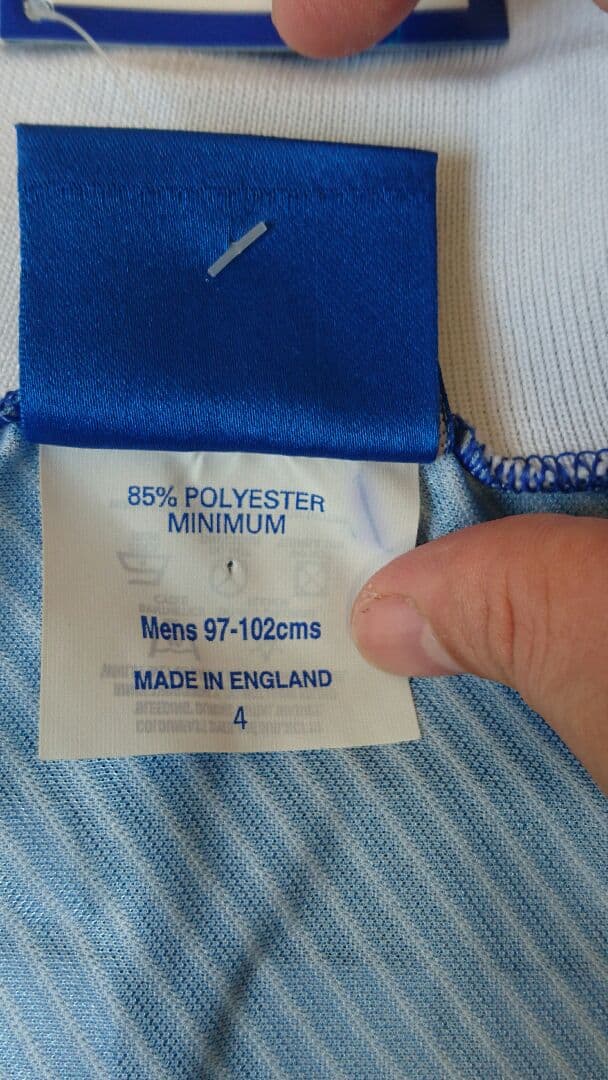 85% POLYESTER
MINIMUM
Mens 97-102cms
MADE IN ENGLAND
4